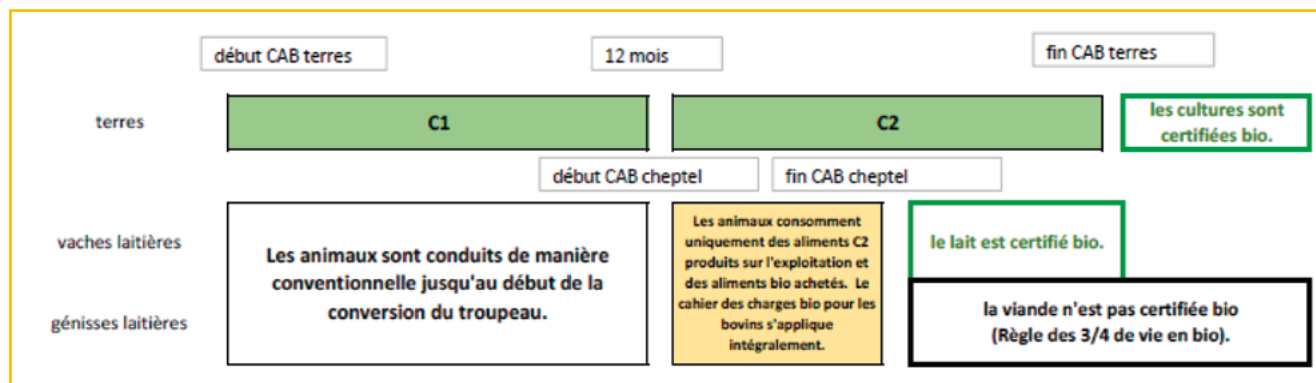 début CAB terres
12 mois
fin CAB terres
terres
C1
C2
les cultures sont
certifiées bio.
début CAB cheptel
fin CAB cheptel
vaches laitières
génisses laitières
Les animaux sont conduits de manière
conventionnelle jusqu'au début de la
conversion du troupeau.
Les animaux consomment
uniquement des aliments C2
produits sur l'exploitation et
des aliments bio achetés. Le
cahier des charges bio pour les
bovins s'applique
intégralement.
le lait est certifié bio.
la viande n'est pas certifiée bio
(Règle des 3/4 de vie en bio).